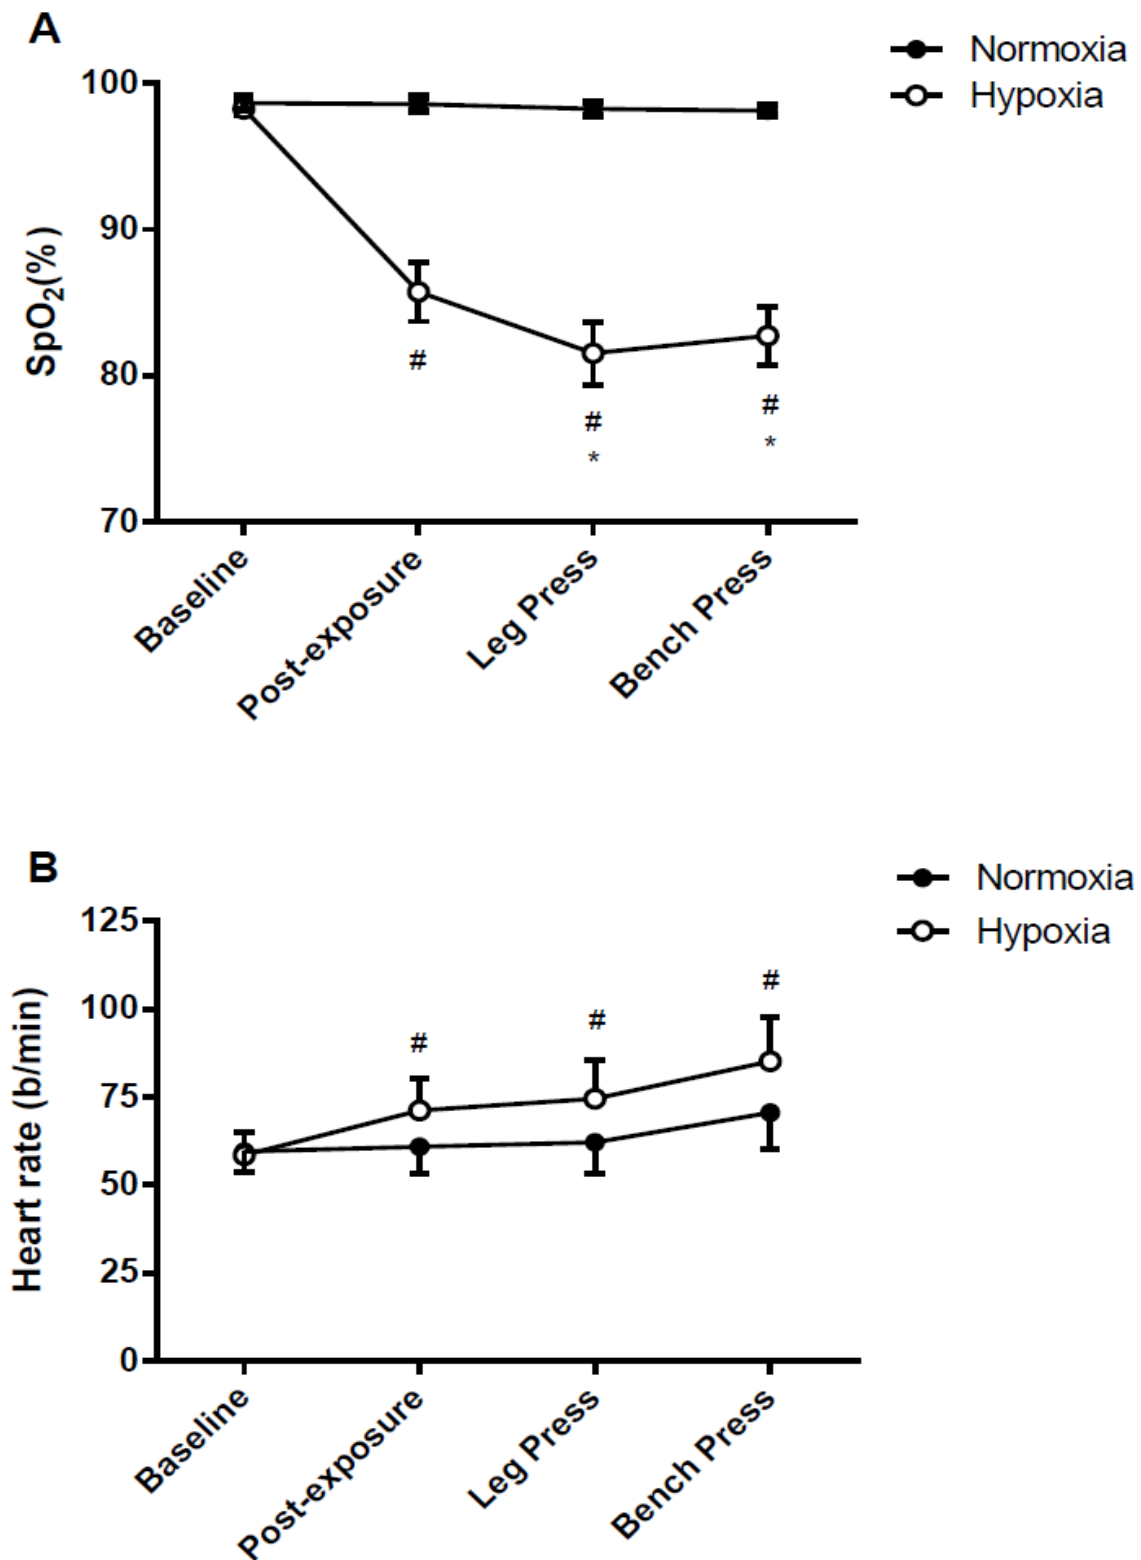 A
Normoxia
Hypoxia
100
90
80
70
SpO₂(%)
#
#
*
#
*
Baseline
Post-exposure
Leg Press
Bench Press
B
Normoxia
Hypoxia
125
100
75
50
25
0
Heart rate (b/min)
#
#
#
Baseline
Post-exposure
Leg Press
Bench Press